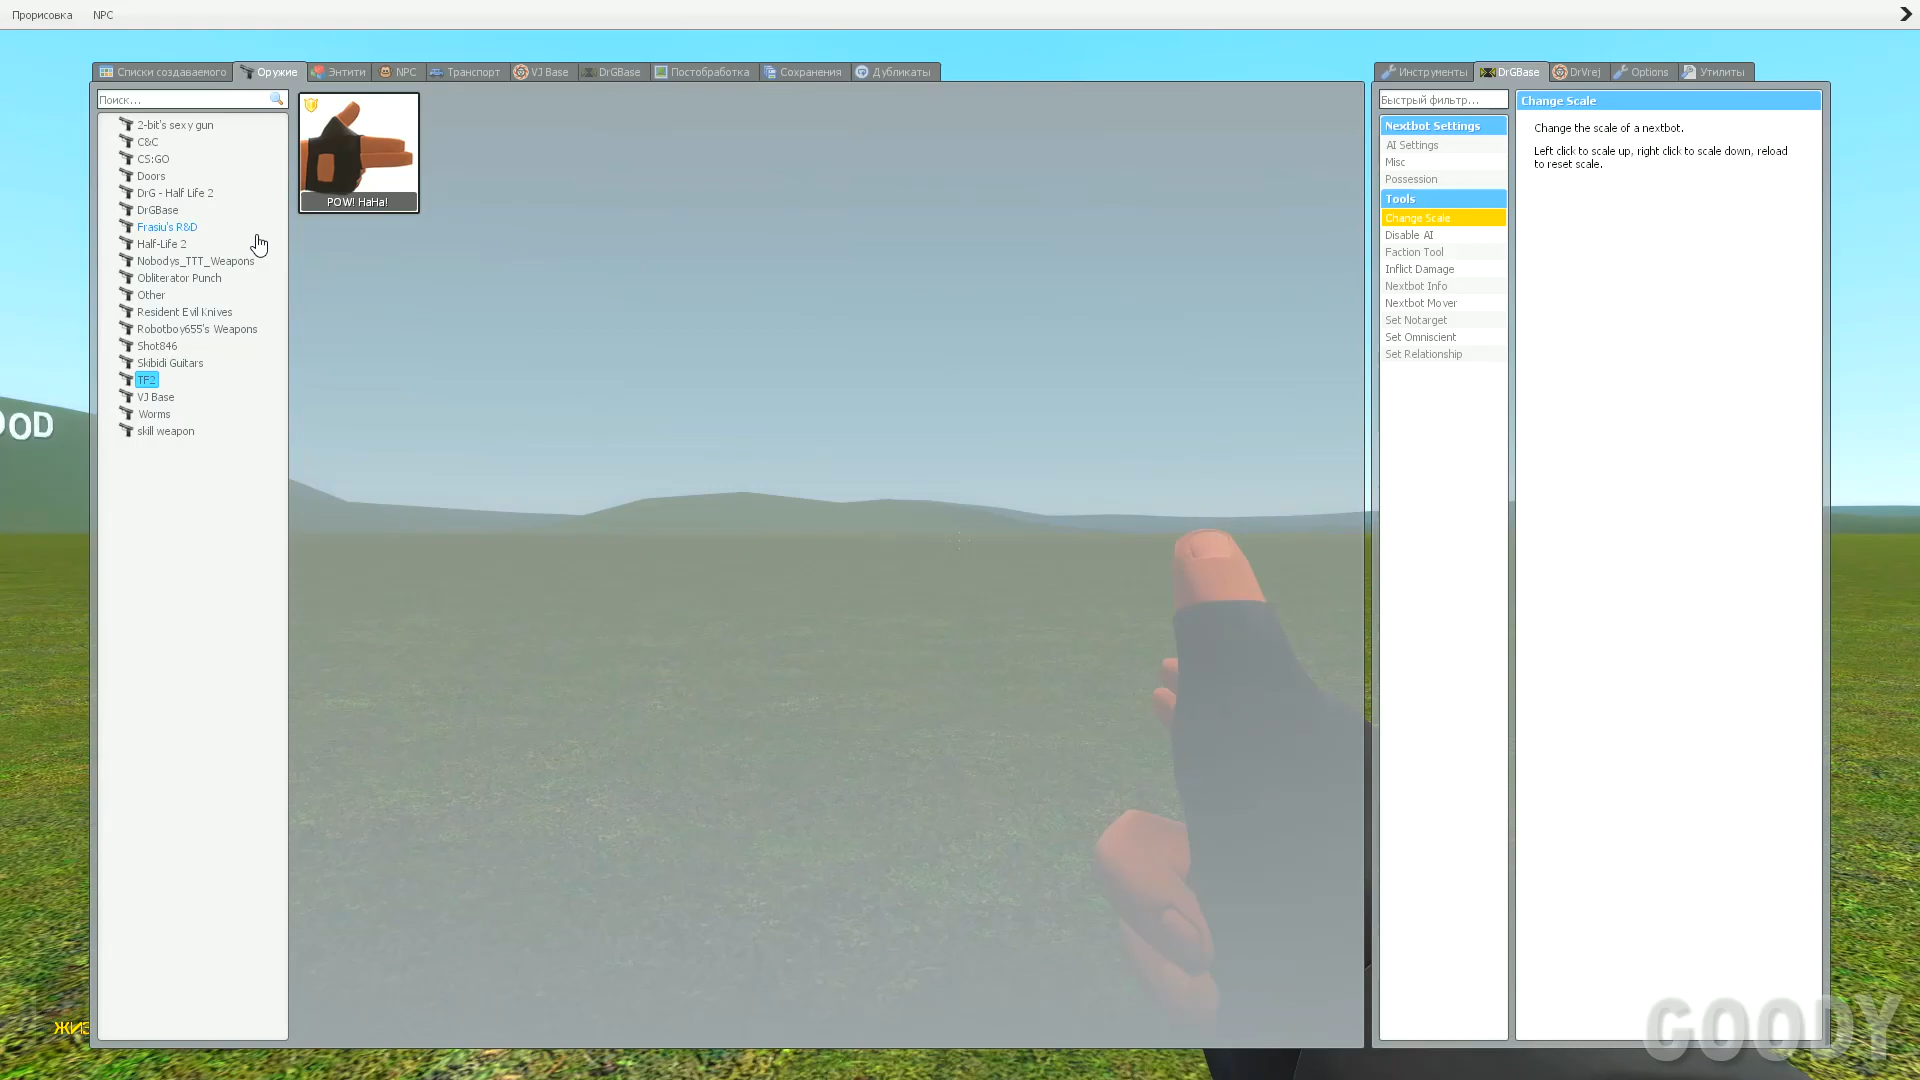 Прорисовка NPC
Списки создаваемого Оружие Энтити NPC Транспорт VJ Base DrGBase Постобработка Сохранения Дубликаты
Поиск...
2-bit's sexy gun
C&C
CS:GO
Doors
DrG - Half Life 2
DrGBase
Frasiu's R&D
Half-Life 2
Nobodys_TTT_Weapons
Obliterator Punch
Other
Resident Evil Knives
Robotboy655's Weapons
Shot846
Skibidi Guitars
TF2
VJ Base
Worms
skill weapon
POW! HaHa!
Инструменты DrGBase DrVrej Options Утилиты
Быстрый фильтр...
Nextbot Settings
AI Settings
Misc
Possession
Tools
Change Scale
Disable AI
Faction Tool
Inflict Damage
Nextbot Info
Nextbot Mover
Set Notarget
Set Omniscient
Set Relationship
Change Scale
Change the scale of a nextbot.
Left click to scale up, right click to scale down, reload
to reset scale.
OOD
ЖИЗ
GOODY